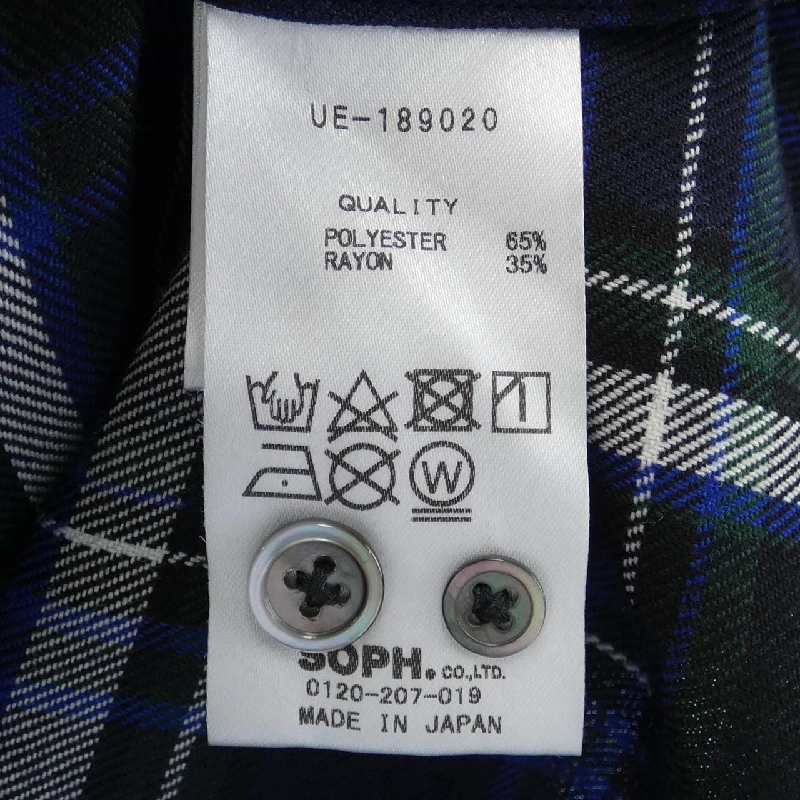 UE-189020
QUALITY
POLYESTER 65%
RAYON 35%
W
SOPH. CO.,LTD.
0120-207-019
MADE IN JAPAN